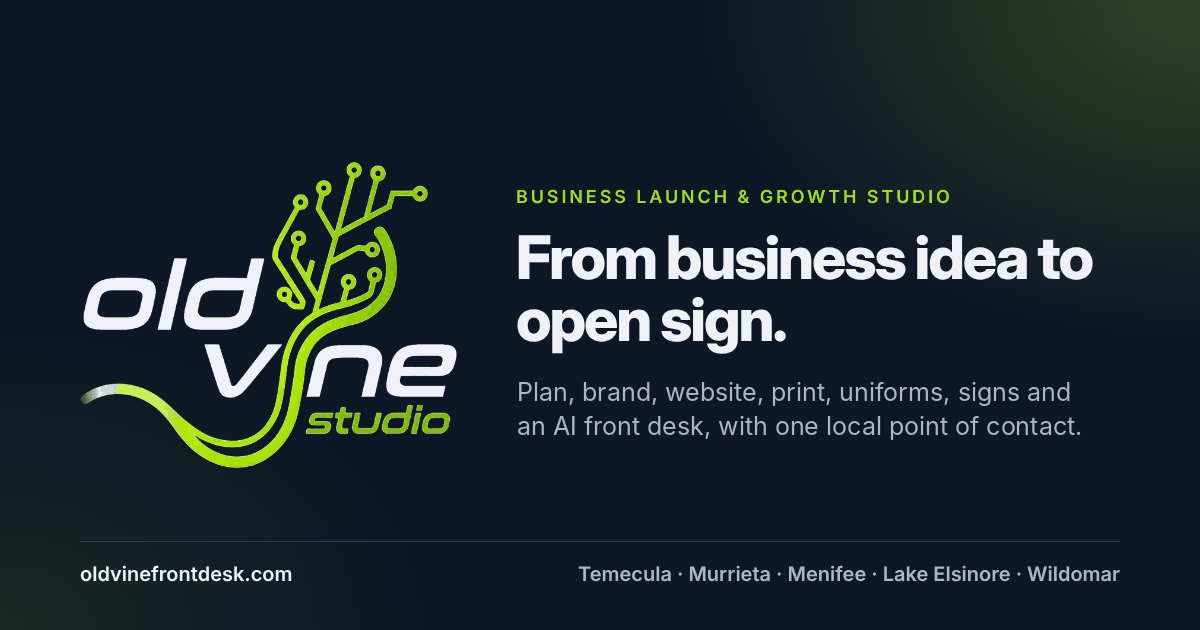 old
vine
studio
BUSINESS LAUNCH & GROWTH STUDIO
From business idea to
open sign.
Plan, brand, website, print, uniforms, signs and
an AI front desk, with one local point of contact.
oldvinefrontdesk.com
Temecula · Murrieta · Menifee · Lake Elsinore · Wildomar